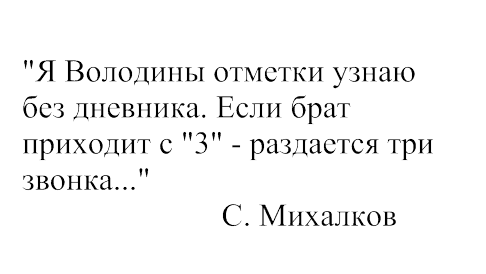 "Я Володины отметки узнаю
без дневника. Если брат
приходит с "3" - раздается три
звонка..."
С. Михалков